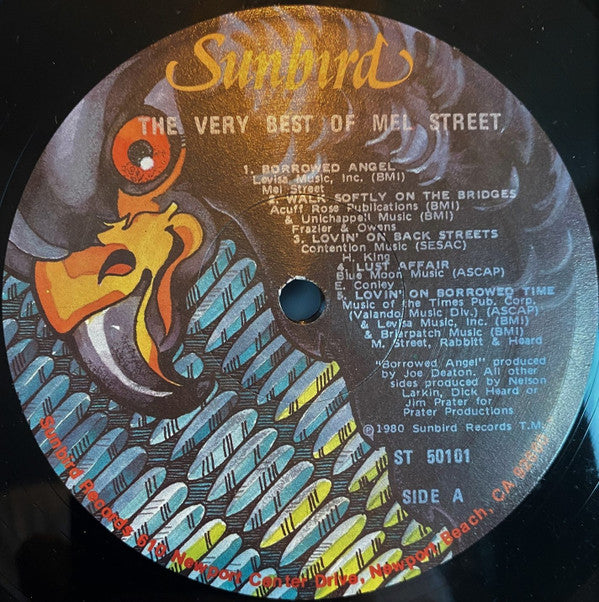 Sunbird
THE VERY BEST OF MEL STREET
1. BORROWED ANGEL
Levisa Music, Inc. (BMI)
Mel Street
2. WALK SOFTLY ON THE BRIDGES
Acuff Rose Publications (BMI)
& Unichappell Music (BMI)
Frazier & Owens
3. LOVIN' ON BACK STREETS
Contention Music (SESAC)
H. King
4. LUST AFFAIR
Blue Moon Music (ASCAP)
E. Conley
5. LOVIN' ON BORROWED TIME
Music of the Times Pub. Corp.
(Valando Music Div.) (ASCAP)
& Levisa Music, Inc. (BMI)
& Briarpatch Music (BMI)
M. Street, Rabbitt & Heard
"Borrowed Angel" produced
by Joe Deaton. All other
sides produced by Nelson
Larkin, Dick Heard or
Jim Prater for
Prater Productions
℗1980 Sunbird Records T.M.
ST 50101
SIDE A
Sunbird Records 610 Newport Center Drive, Newport Beach, CA